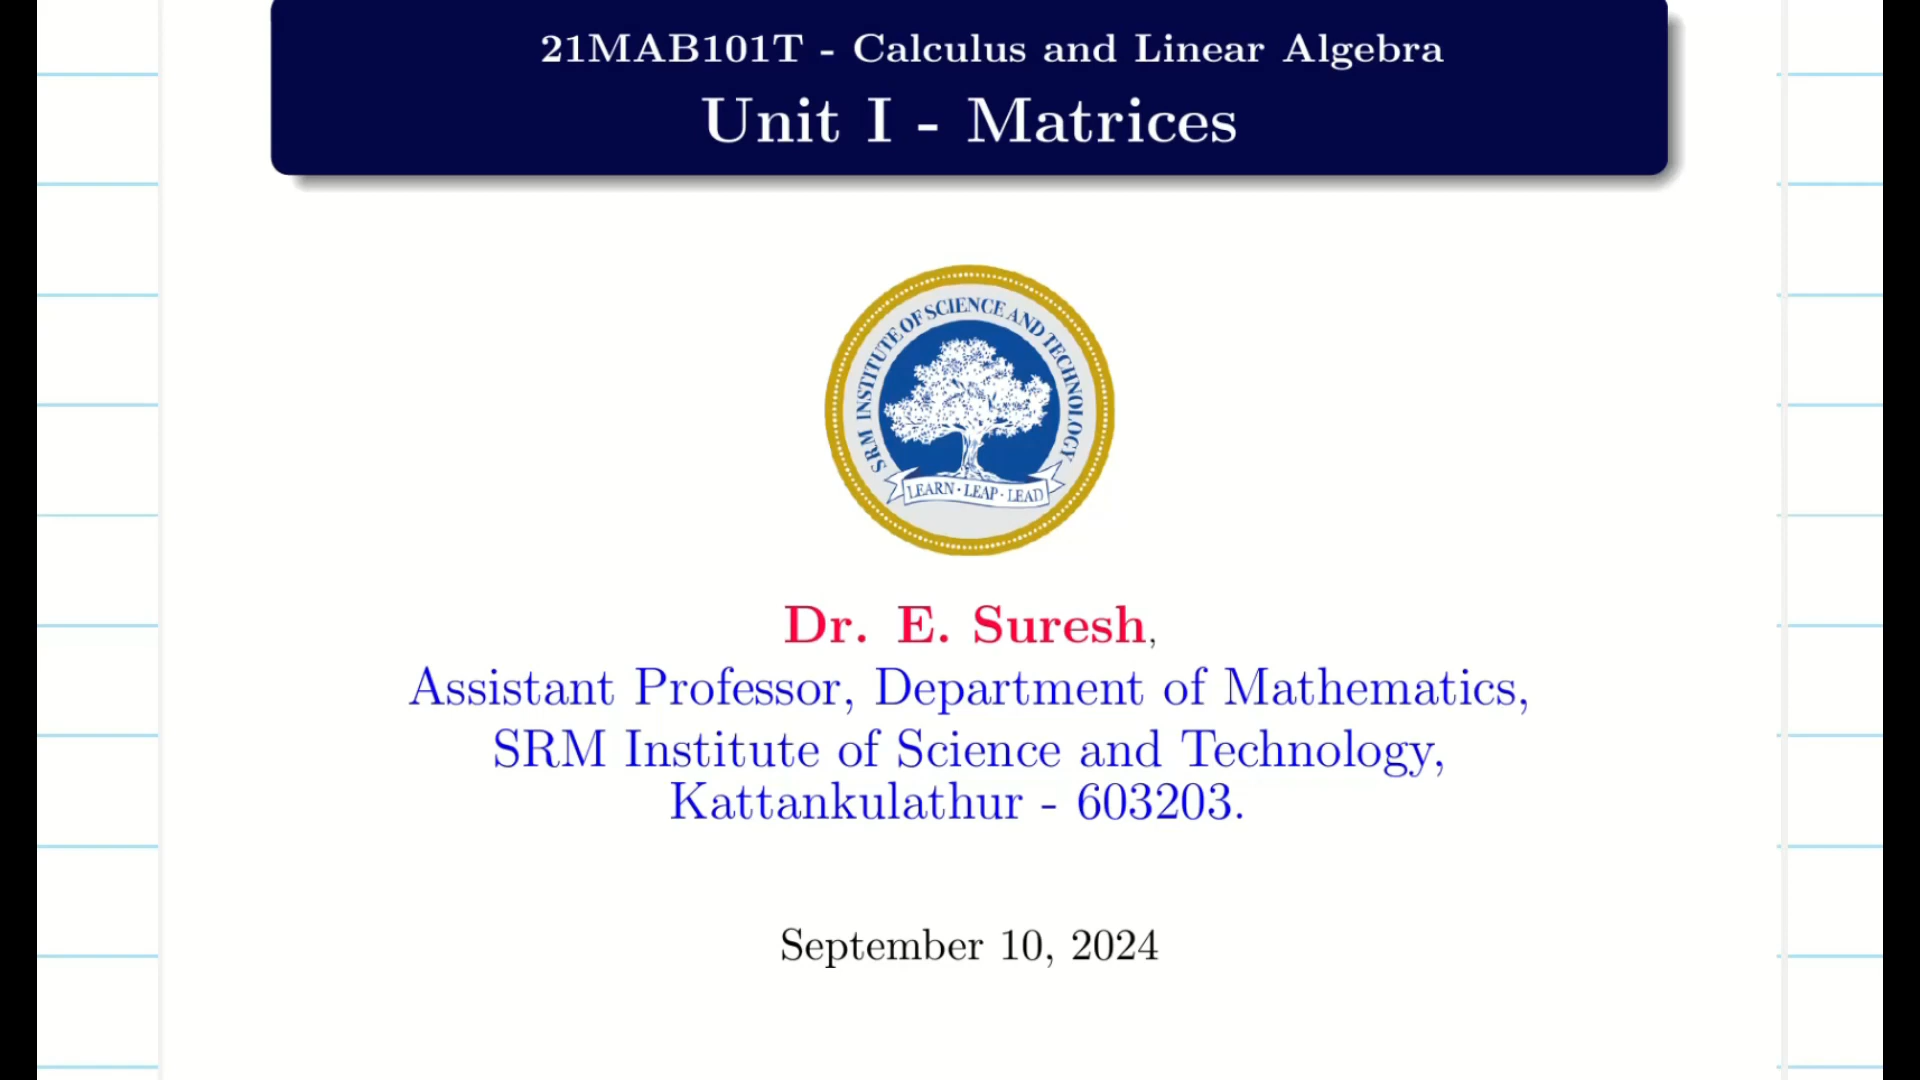 21MAB101T - Calculus and Linear Algebra
Unit I - Matrices
SRM INSTITUTE OF SCIENCE AND TECHNOLOGY
LEARN · LEAP · LEAD
Dr. E. Suresh,
Assistant Professor, Department of Mathematics,
SRM Institute of Science and Technology,
Kattankulathur - 603203.
September 10, 2024